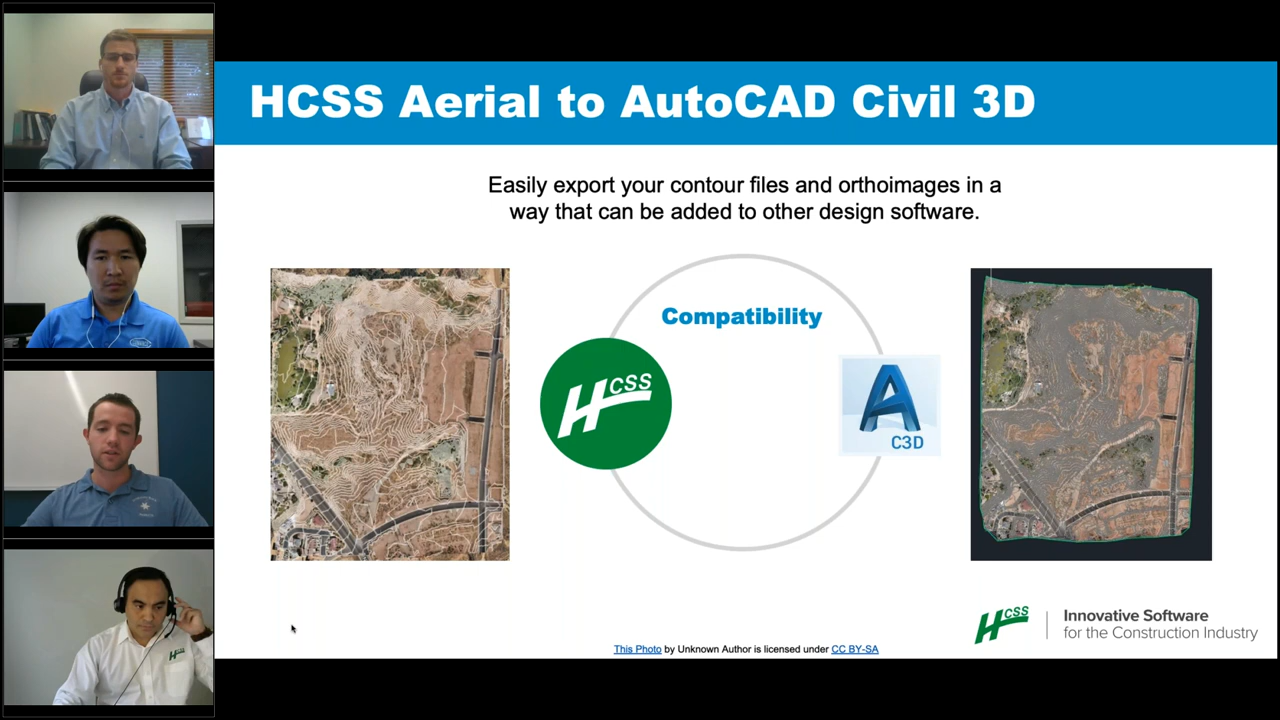 HCSS Aerial to AutoCAD Civil 3D
Easily export your contour files and orthoimages in a
way that can be added to other design software.
Compatibility
HCSS
C3D
HCSS
Innovative Software
for the Construction Industry
This Photo by Unknown Author is licensed under CC BY-SA
HCSS